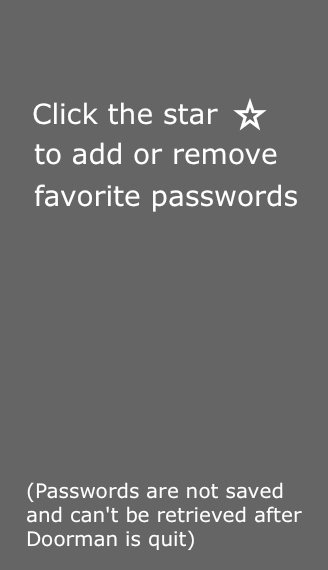 Click the star ☆
to add or remove
favorite passwords
(Passwords are not saved
and can't be retrieved after
Doorman is quit)